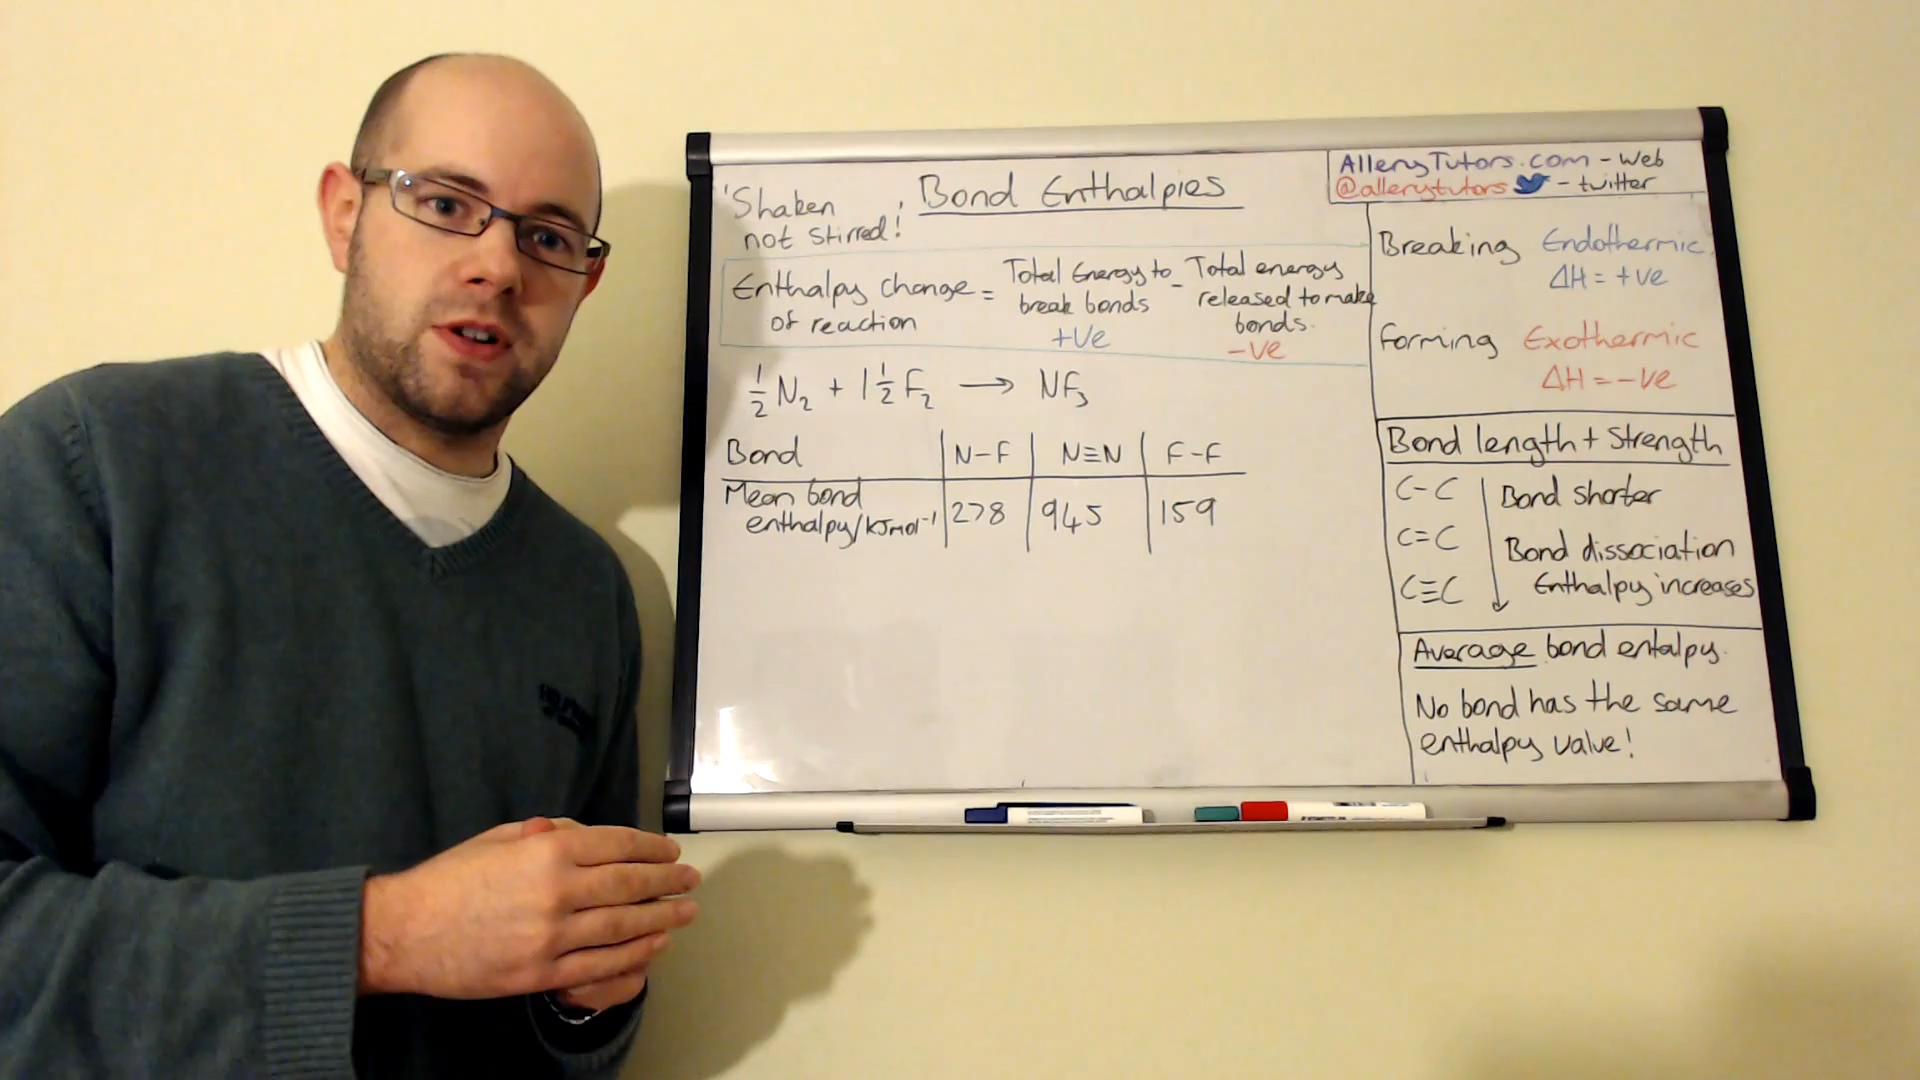 'Shaken
not stirred!'
Bond Enthalpies
AlleryTutors.com - Web
@allerytutors - twitter
Enthalpy change = Total Energy to - Total energy
of reaction break bonds released to make
bonds.
+ve -ve
½N₂ + 1½F₂ → NF₃
Bond N-F N≡N F-F
Mean bond
enthalpy/kJmol⁻¹ 278 945 159
Breaking Endothermic
ΔH = +ve
Forming Exothermic
ΔH = -ve
Bond length + Strength
C-C Bond shorter
C=C Bond dissociation
C≡C Enthalpy increases
Average bond entalpy.
No bond has the same
enthalpy value!